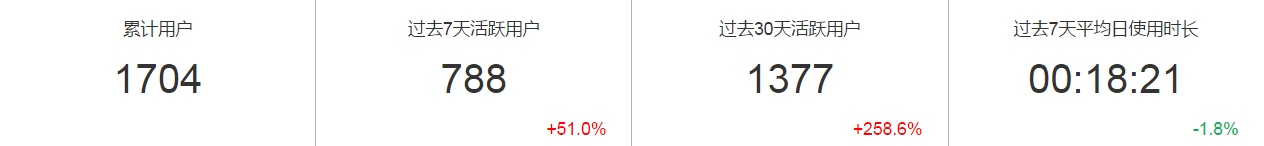 累计用户
1704
过去7天活跃用户
788
+51.0%
过去30天活跃用户
1377
+258.6%
过去7天平均日使用时长
00:18:21
-1.8%